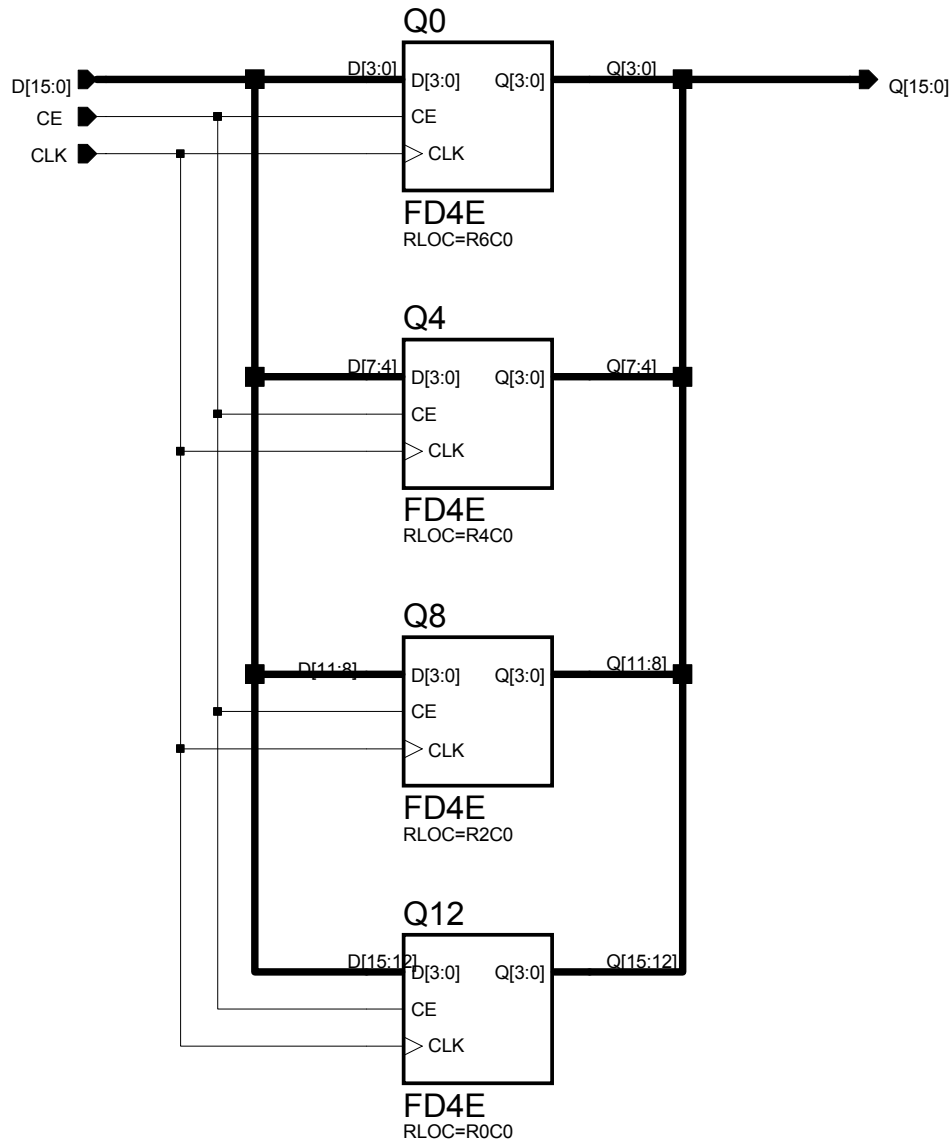 Q0
D[15:0]
D[3:0]
D[3:0]
Q[3:0]
Q[3:0]
Q[15:0]
CE
CE
CLK
CLK
FD4E
RLOC=R6C0
Q4
D[7:4]
D[3:0]
Q[3:0]
Q[7:4]
CE
CLK
FD4E
RLOC=R4C0
Q8
D[11:8]
D[3:0]
Q[3:0]
Q[11:8]
CE
CLK
FD4E
RLOC=R2C0
Q12
D[15:12]
D[3:0]
Q[3:0]
Q[15:12]
CE
CLK
FD4E
RLOC=R0C0